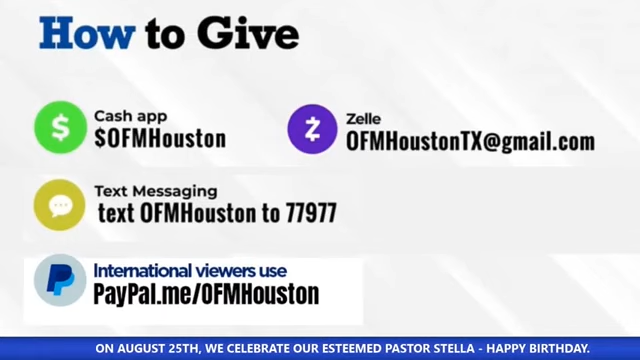 How to Give
Cash app
$OFMHouston
Zelle
OFMHoustonTX@gmail.com
Text Messaging
text OFMHouston to 77977
International viewers use
PayPal.me/OFMHouston
ON AUGUST 25TH, WE CELEBRATE OUR ESTEEMED PASTOR STELLA - HAPPY BIRTHDAY.